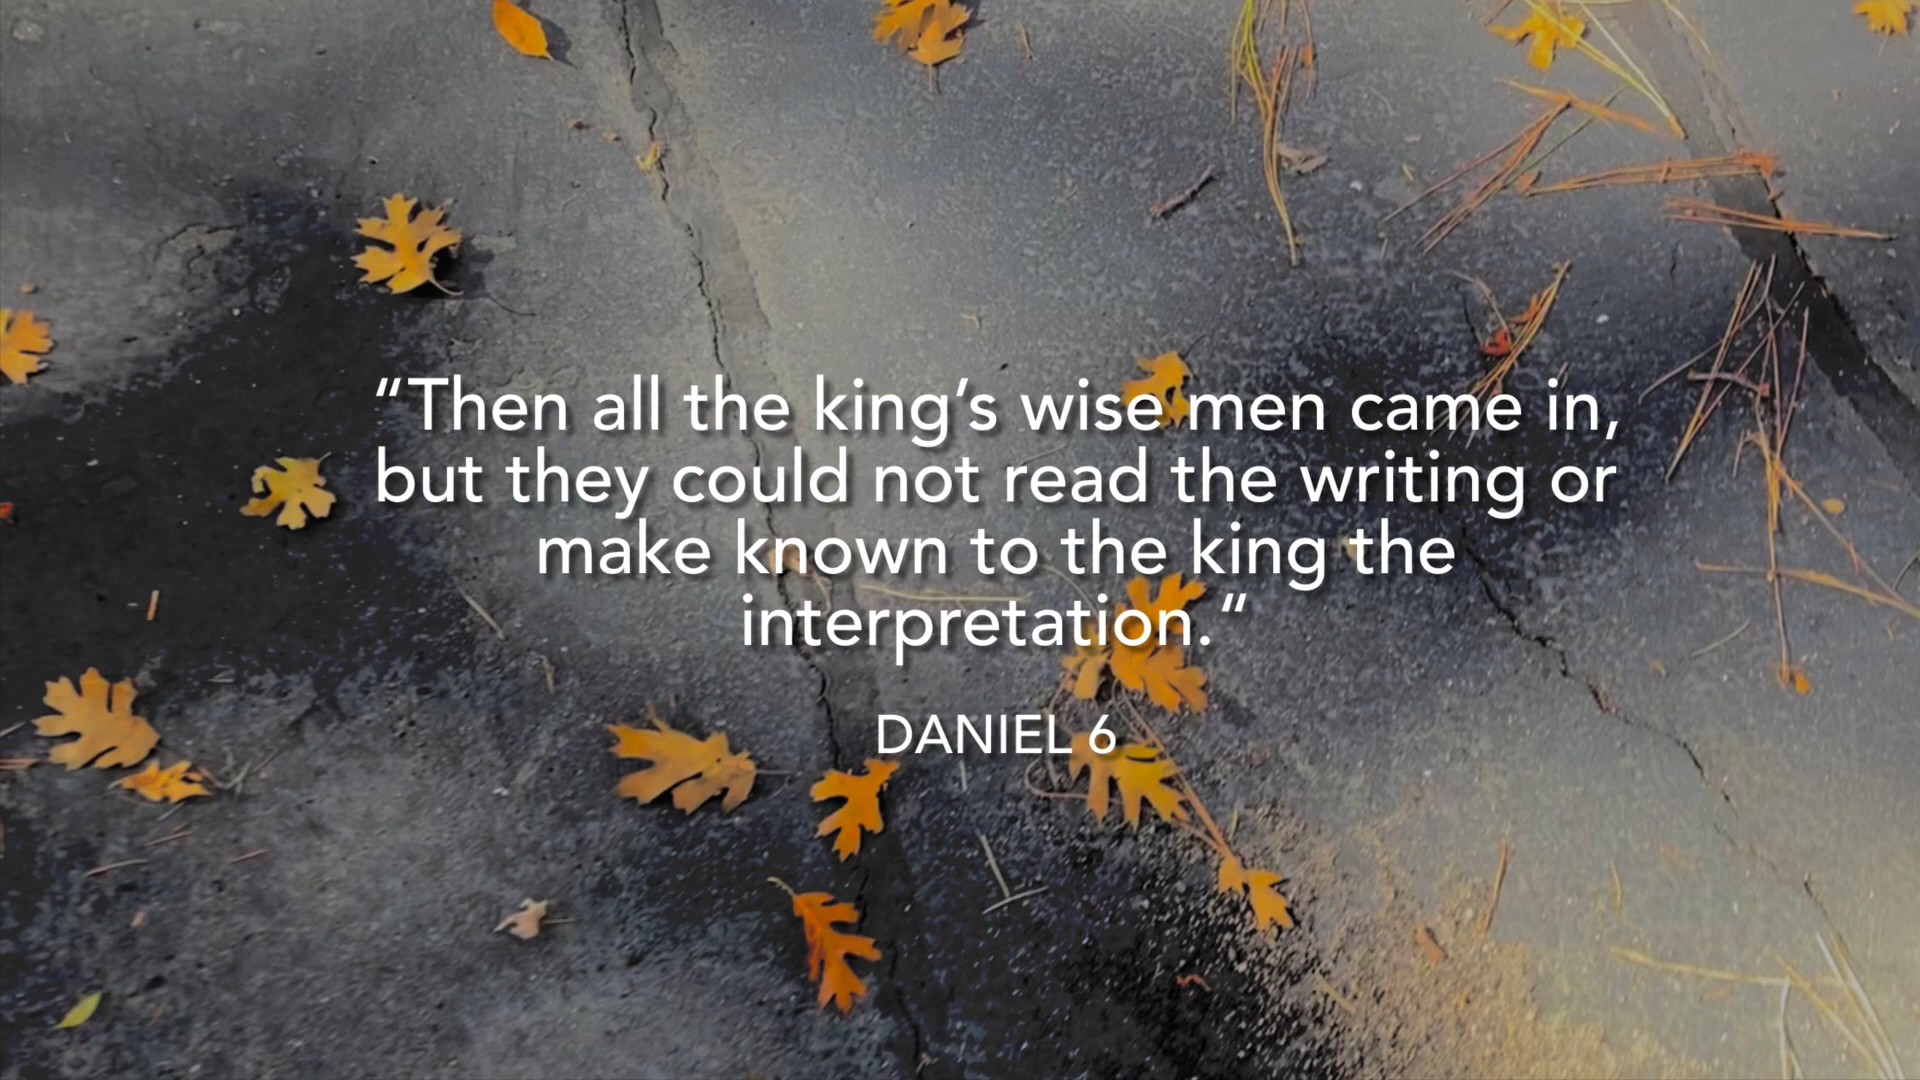 “Then all the king’s wise men came in,
but they could not read the writing or
make known to the king the
interpretation.“
DANIEL 6